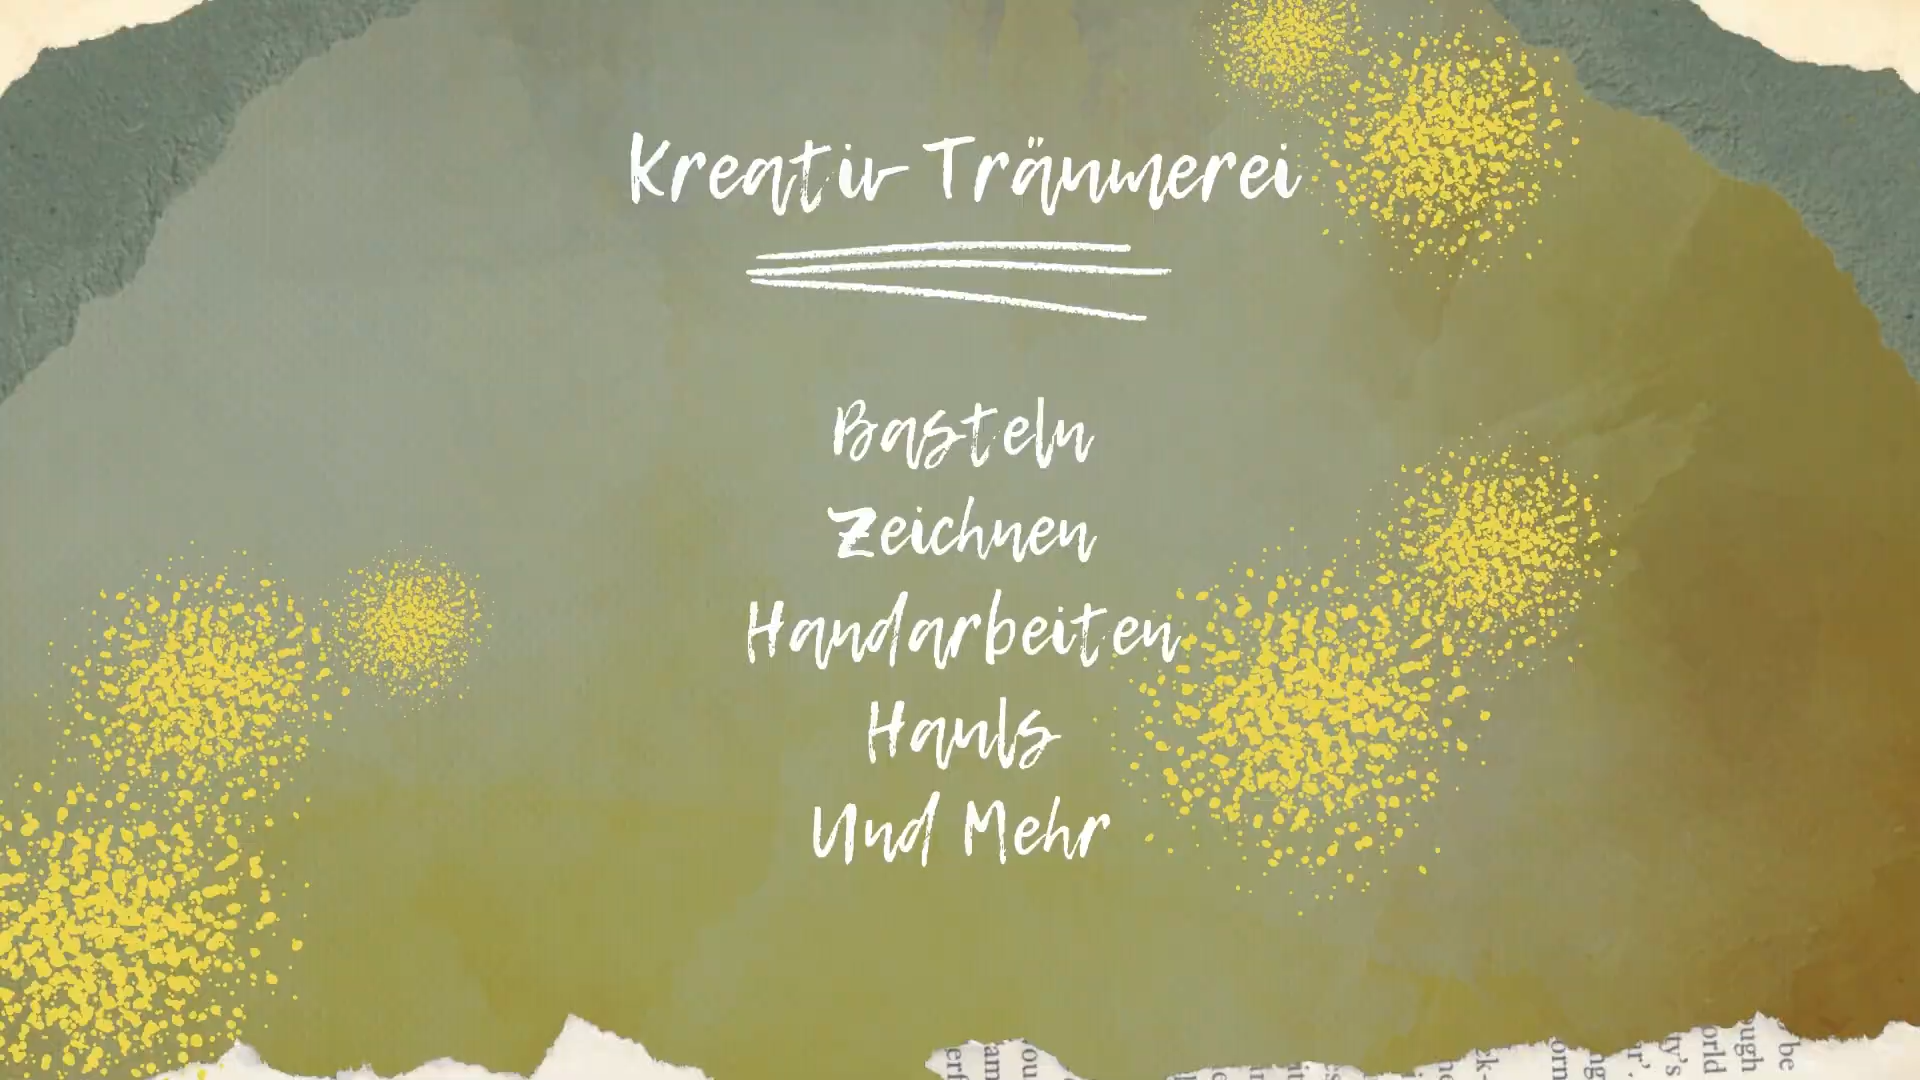 Kreativ Träumerei
Basteln
Zeichnen
Handarbeiten
Hauls
Und Mehr